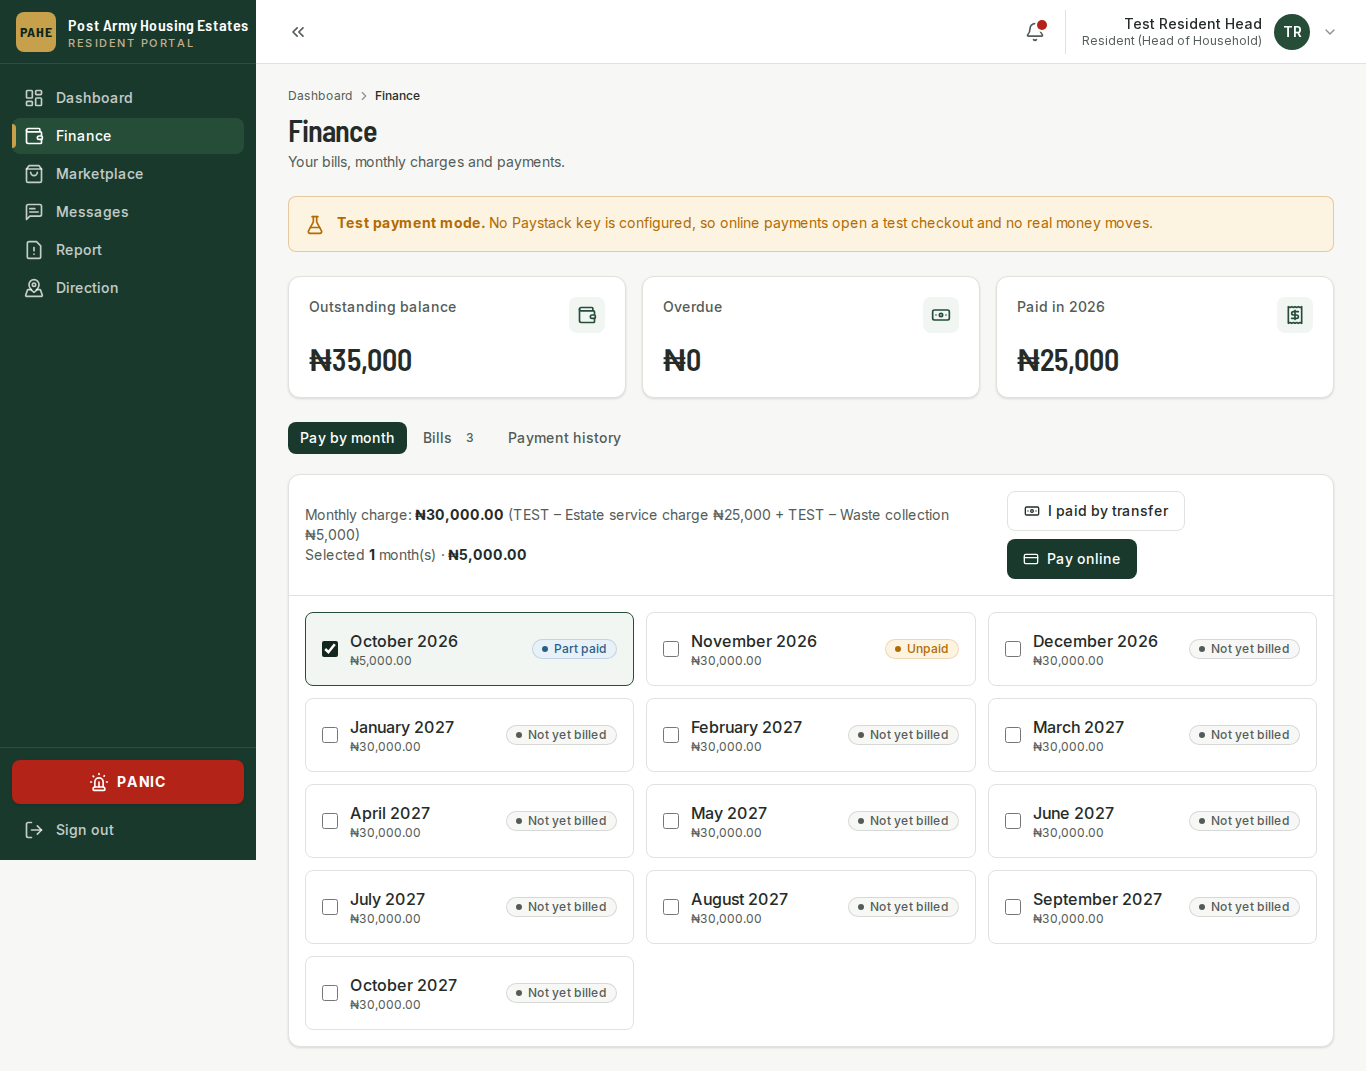 PAHE
Post Army Housing Estates
RESIDENT PORTAL
Dashboard
Finance
Marketplace
Messages
Report
Direction
PANIC
Sign out
Test Resident Head
Resident (Head of Household)
TR
Dashboard > Finance
Finance
Your bills, monthly charges and payments.
Test payment mode. No Paystack key is configured, so online payments open a test checkout and no real money moves.
Outstanding balance
₦35,000
Overdue
₦0
Paid in 2026
₦25,000
Pay by month
Bills 3
Payment history
Monthly charge: ₦30,000.00 (TEST – Estate service charge ₦25,000 + TEST – Waste collection
₦5,000)
Selected 1 month(s) · ₦5,000.00
I paid by transfer
Pay online
October 2026
₦5,000.00
Part paid
November 2026
₦30,000.00
Unpaid
December 2026
₦30,000.00
Not yet billed
January 2027
₦30,000.00
Not yet billed
February 2027
₦30,000.00
Not yet billed
March 2027
₦30,000.00
Not yet billed
April 2027
₦30,000.00
Not yet billed
May 2027
₦30,000.00
Not yet billed
June 2027
₦30,000.00
Not yet billed
July 2027
₦30,000.00
Not yet billed
August 2027
₦30,000.00
Not yet billed
September 2027
₦30,000.00
Not yet billed
October 2027
₦30,000.00
Not yet billed